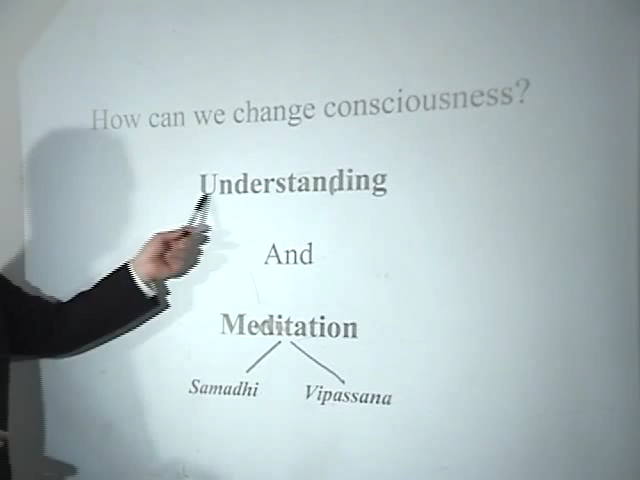 How can we change consciousness?
Understanding
And
Meditation
Samadhi Vipassana